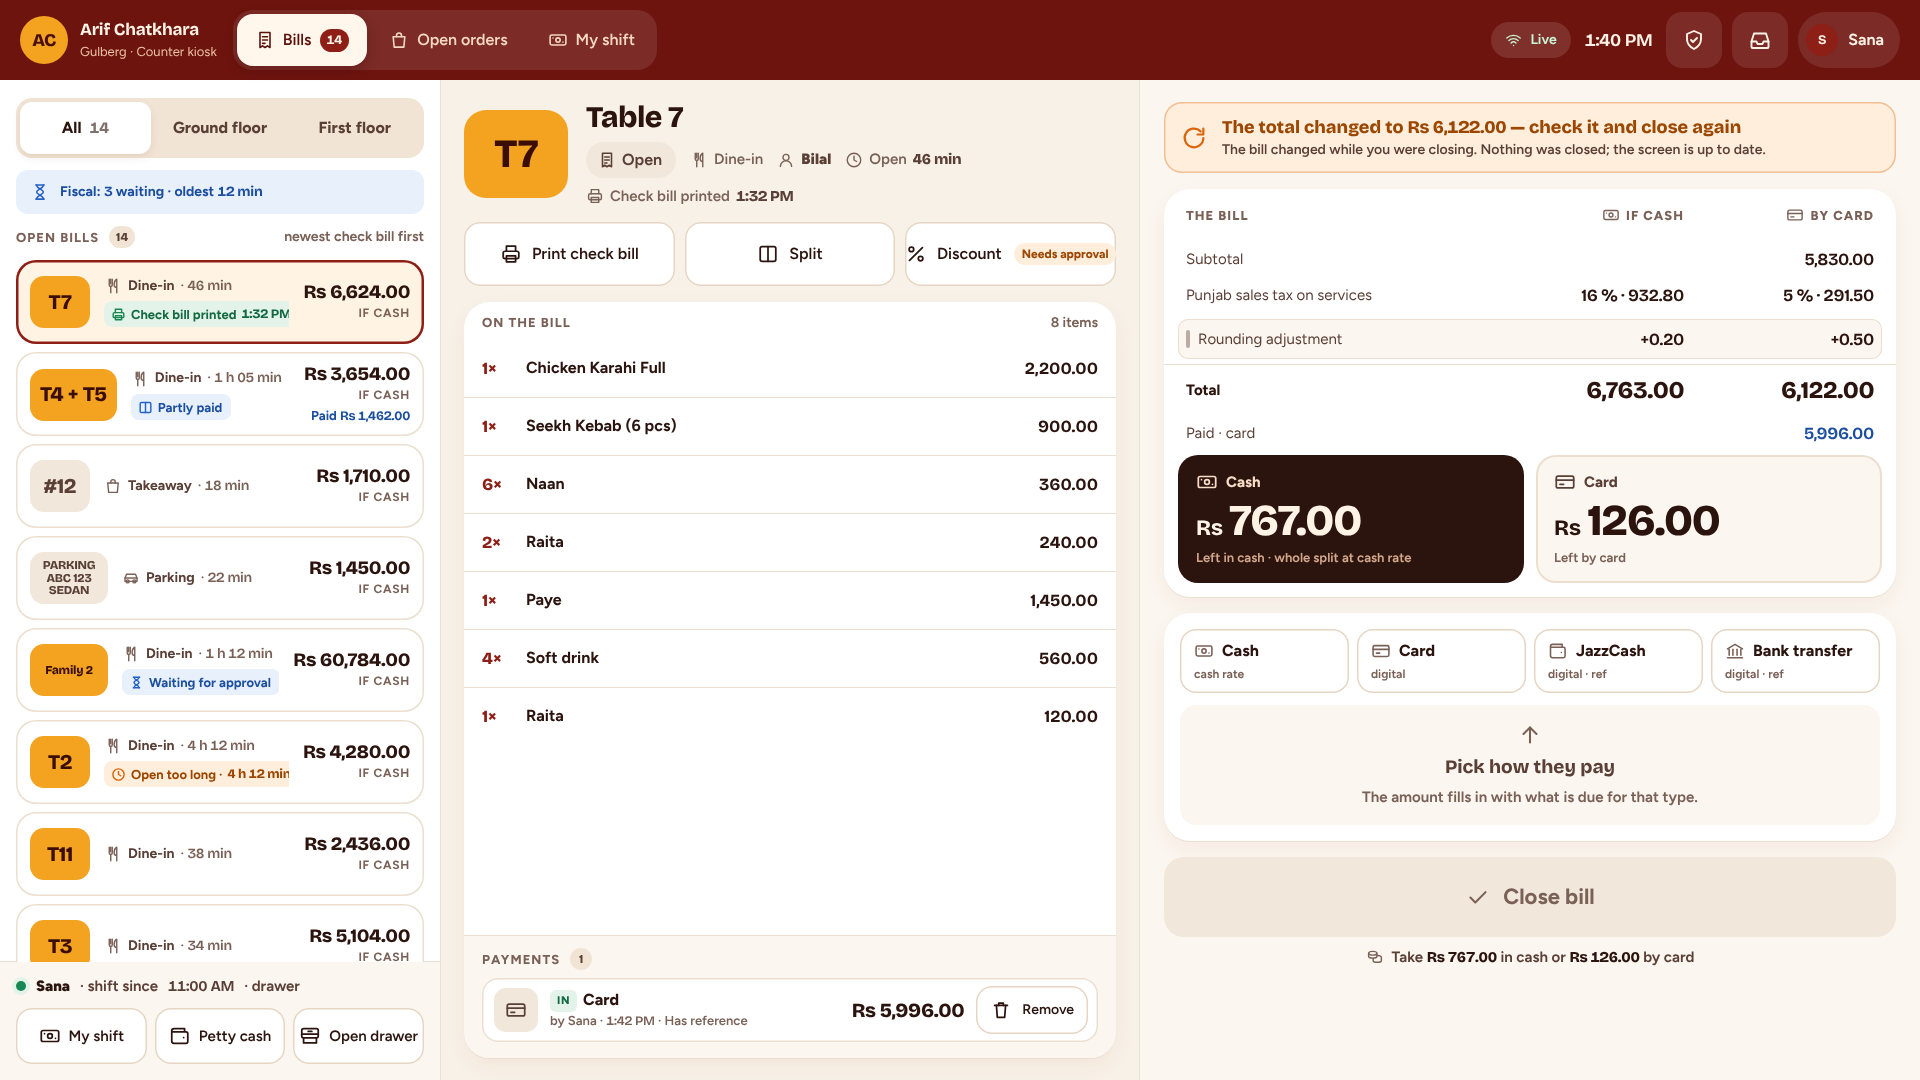 AC
Arif Chatkhara
Gulberg · Counter kiosk
Bills 14
Open orders
My shift
Live
1:40 PM
S Sana
All 14
Ground floor
First floor
Fiscal: 3 waiting · oldest 12 min
OPEN BILLS 14
newest check bill first
T7
Dine-in · 46 min
Check bill printed 1:32 PM
Rs 6,624.00
IF CASH
T4 + T5
Dine-in · 1 h 05 min
Partly paid
Rs 3,654.00
IF CASH
Paid Rs 1,462.00
#12
Takeaway · 18 min
Rs 1,710.00
IF CASH
PARKING
ABC 123
SEDAN
Parking · 22 min
Rs 1,450.00
IF CASH
Family 2
Dine-in · 1 h 12 min
Waiting for approval
Rs 60,784.00
IF CASH
T2
Dine-in · 4 h 12 min
Open too long · 4 h 12 min
Rs 4,280.00
IF CASH
T11
Dine-in · 38 min
Rs 2,436.00
IF CASH
T3
Dine-in · 34 min
Rs 5,104.00
IF CASH
Sana · shift since 11:00 AM · drawer
My shift
Petty cash
Open drawer
T7
Table 7
Open
Dine-in
Bilal
Open 46 min
Check bill printed 1:32 PM
Print check bill
Split
Discount
Needs approval
ON THE BILL
8 items
1× Chicken Karahi Full 2,200.00
1× Seekh Kebab (6 pcs) 900.00
6× Naan 360.00
2× Raita 240.00
1× Paye 1,450.00
4× Soft drink 560.00
1× Raita 120.00
PAYMENTS 1
IN Card
by Sana · 1:42 PM · Has reference
Rs 5,996.00
Remove
The total changed to Rs 6,122.00 — check it and close again
The bill changed while you were closing. Nothing was closed; the screen is up to date.
THE BILL IF CASH BY CARD
Subtotal 5,830.00
Punjab sales tax on services 16 % · 932.80 5 % · 291.50
Rounding adjustment +0.20 +0.50
Total 6,763.00 6,122.00
Paid · card 5,996.00
Cash
Rs 767.00
Left in cash · whole split at cash rate
Card
Rs 126.00
Left by card
Cash
cash rate
Card
digital
JazzCash
digital · ref
Bank transfer
digital · ref
Pick how they pay
The amount fills in with what is due for that type.
Close bill
Take Rs 767.00 in cash or Rs 126.00 by card